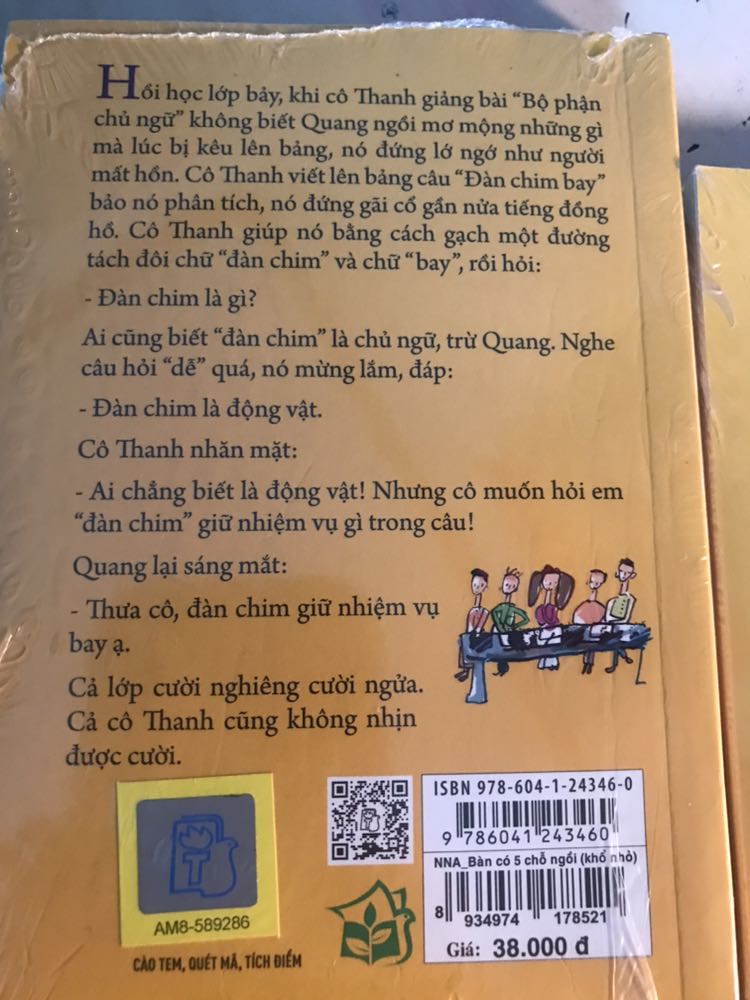 Hồi học lớp bảy, khi cô Thanh giảng bài “Bộ phận
chủ ngữ” không biết Quang ngồi mơ mộng những gì
mà lúc bị kêu lên bảng, nó đứng lớ ngớ như người
mất hồn. Cô Thanh viết lên bảng câu “Đàn chim bay”
bảo nó phân tích, nó đứng gãi cổ gần nửa tiếng đồng
hồ. Cô Thanh giúp nó bằng cách gạch một đường
tách đôi chữ “đàn chim” và chữ “bay”, rồi hỏi:
- Đàn chim là gì?
Ai cũng biết “đàn chim” là chủ ngữ, trừ Quang. Nghe
câu hỏi “dễ” quá, nó mừng lắm, đáp:
- Đàn chim là động vật.
Cô Thanh nhăn mặt:
- Ai chẳng biết là động vật! Nhưng cô muốn hỏi em
“đàn chim” giữ nhiệm vụ gì trong câu!
Quang lại sáng mắt:
- Thưa cô, đàn chim giữ nhiệm vụ
bay ạ.
Cả lớp cười nghiêng cười ngửa.
Cả cô Thanh cũng không nhịn
được cười.
T
AM8-589286
CÀO TEM, QUÉT MÃ, TÍCH ĐIỂM
ISBN 978-604-1-24346-0
9 786041 243460
NNA_Bàn có 5 chỗ ngồi (khổ nhỏ)
8 934974 178521
Giá: 38.000 đ